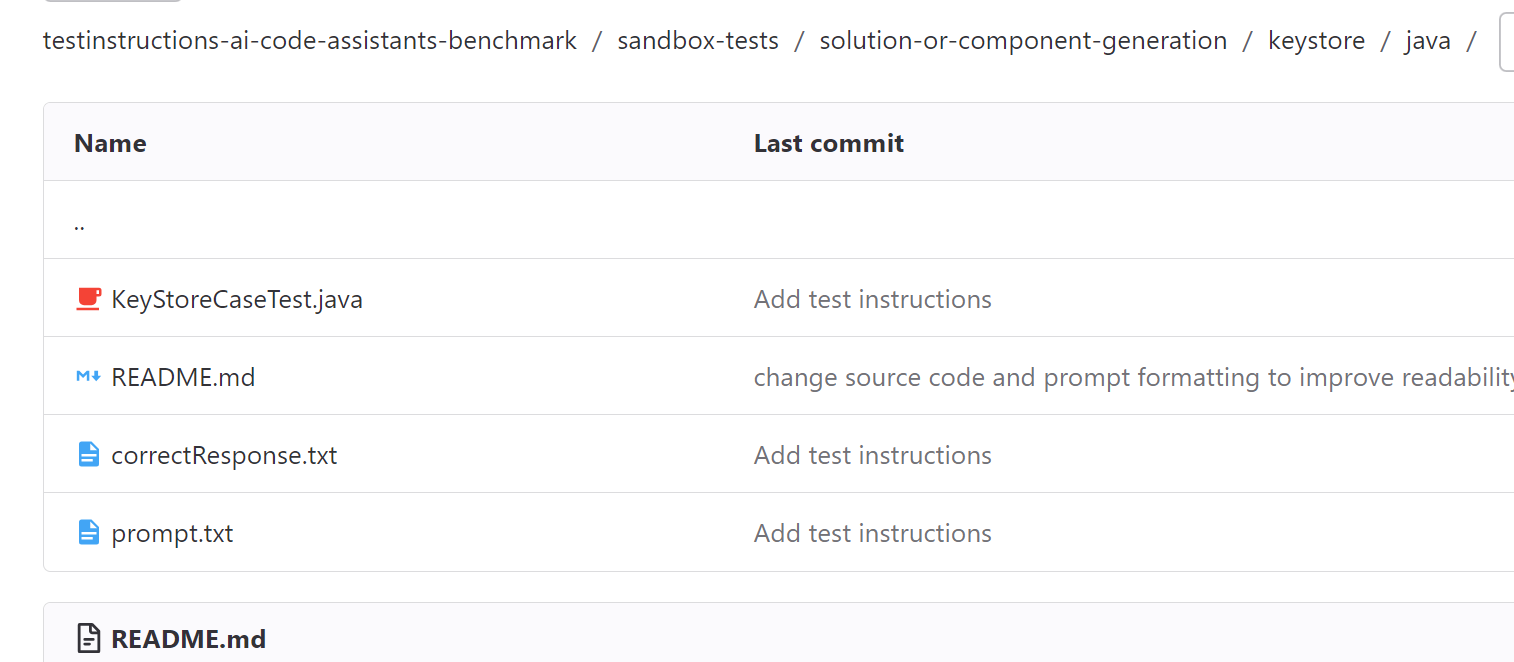 testinstructions-ai-code-assistants-benchmark / sandbox-tests / solution-or-component-generation / keystore / java /
Name Last commit
..
KeyStoreCaseTest.java Add test instructions
M README.md change source code and prompt formatting to improve readability
correctResponse.txt Add test instructions
prompt.txt Add test instructions
README.md